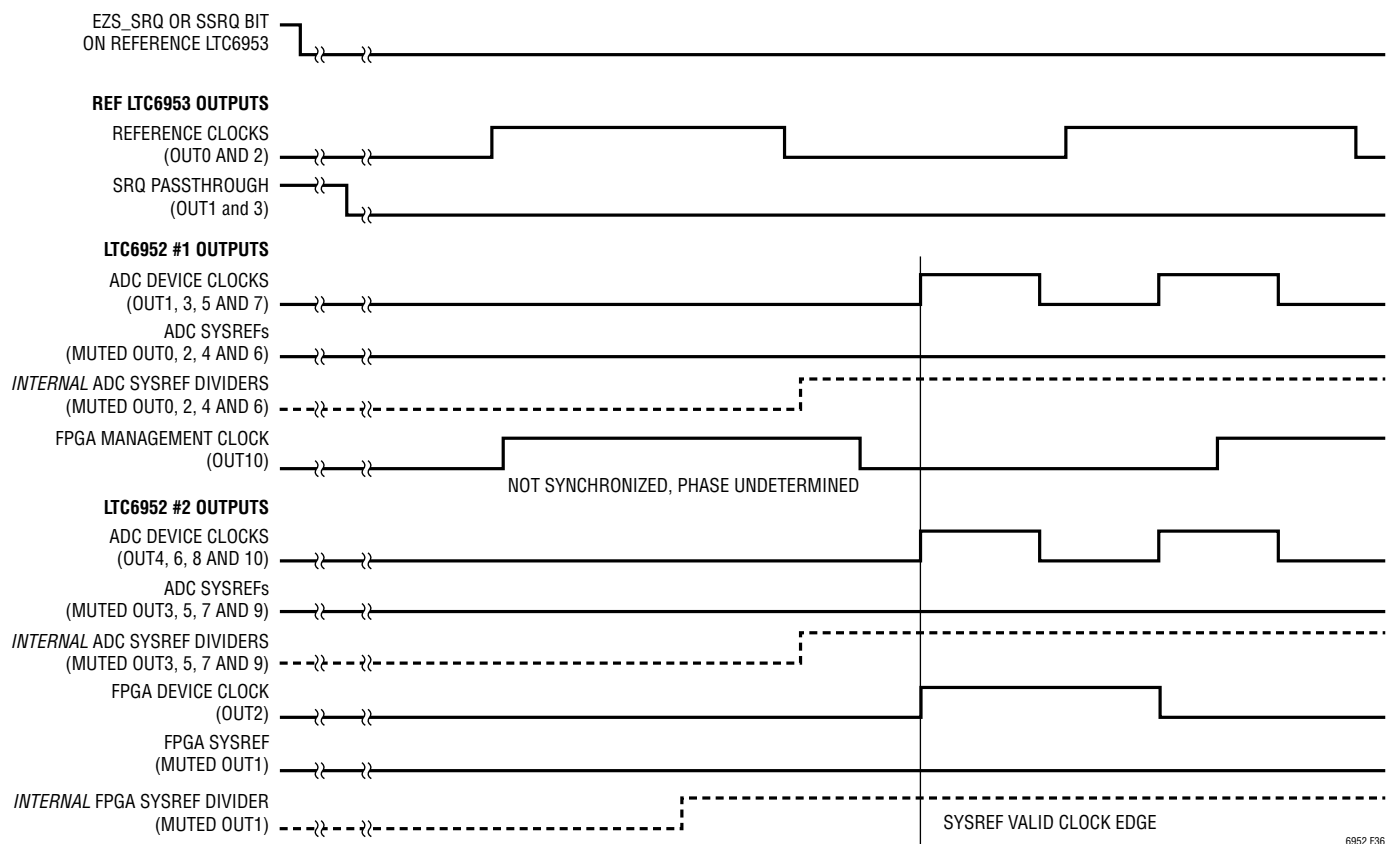 EZS_SRQ OR SSRQ BIT
ON REFERENCE LTC6953
REF LTC6953 OUTPUTS
REFERENCE CLOCKS
(OUT0 AND 2)
SRQ PASSTHROUGH
(OUT1 and 3)
LTC6952 #1 OUTPUTS
ADC DEVICE CLOCKS
(OUT1, 3, 5 AND 7)
ADC SYSREFs
(MUTED OUT0, 2, 4 AND 6)
INTERNAL ADC SYSREF DIVIDERS
(MUTED OUT0, 2, 4 AND 6)
FPGA MANAGEMENT CLOCK
(OUT10)
NOT SYNCHRONIZED, PHASE UNDETERMINED
LTC6952 #2 OUTPUTS
ADC DEVICE CLOCKS
(OUT4, 6, 8 AND 10)
ADC SYSREFs
(MUTED OUT3, 5, 7 AND 9)
INTERNAL ADC SYSREF DIVIDERS
(MUTED OUT3, 5, 7 AND 9)
FPGA DEVICE CLOCK
(OUT2)
FPGA SYSREF
(MUTED OUT1)
INTERNAL FPGA SYSREF DIVIDER
(MUTED OUT1)
SYSREF VALID CLOCK EDGE
6952 F36